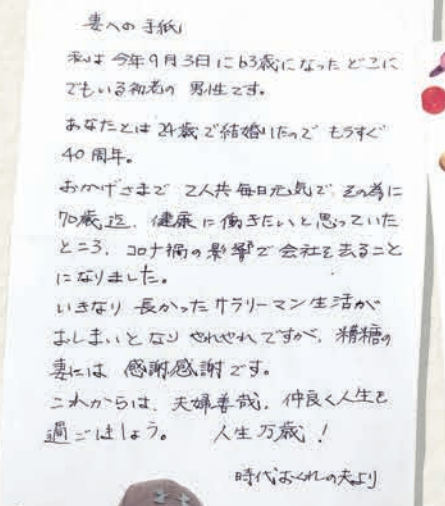 妻への手紙
私は今年9月3日に63歳になったどこに
でもいる初老の男性です。
あなたとは24歳で結婚したのでもうすぐ
40周年。
おかげさまで2人共毎日元気で その為に
70歳迄、健康に働きたいと思っていた
ところ、コロナ禍の影響で会社を去ること
になりました。
いきなり長かったサラリーマン生活が
おしまいとなりやれやれですが、糟糠の
妻には感謝感謝です。
これからは、夫婦善哉、仲良く人生を
過ごしましょう。 人生万歳！
時代おくれの夫より